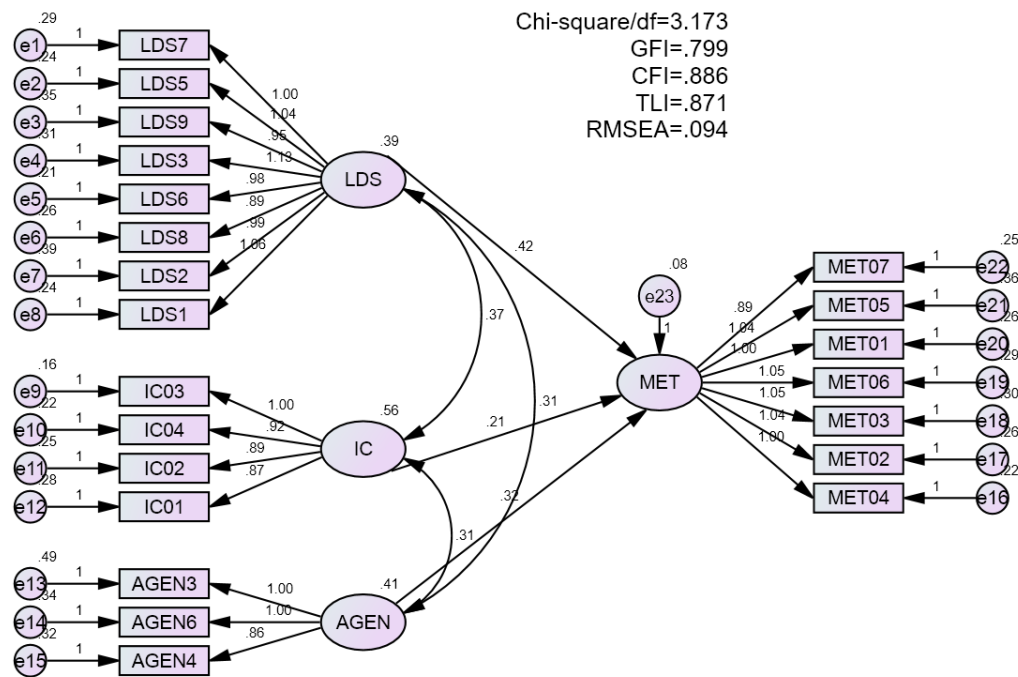 Chi-square/df=3.173
GFI=.799
CFI=.886
TLI=.871
RMSEA=.094
.29
e1 1 LDS7
.24
e2 1 LDS5
.35
e3 1 LDS9
.31
e4 1 LDS3
.21
e5 1 LDS6
.26
e6 1 LDS8
.39
e7 1 LDS2
.24
e8 1 LDS1
1.00
1.04
.95
1.13
.98
.89
.99
1.06
.39
LDS
.16
e9 1 IC03
.22
e10 1 IC04
.25
e11 1 IC02
.28
e12 1 IC01
1.00
.92
.89
.87
.56
IC
.49
e13 1 AGEN3
.34
e14 1 AGEN6
.32
e15 1 AGEN4
1.00
1.00
.86
.41
AGEN
.42
.37
.31
.21
.32
.31
.08
e23
1
MET
.89
1.04
1.00
1.05
1.05
1.04
1.00
.25
MET07 1 e22
.36
MET05 1 e21
.26
MET01 1 e20
.29
MET06 1 e19
.30
MET03 1 e18
.26
MET02 1 e17
.22
MET04 1 e16